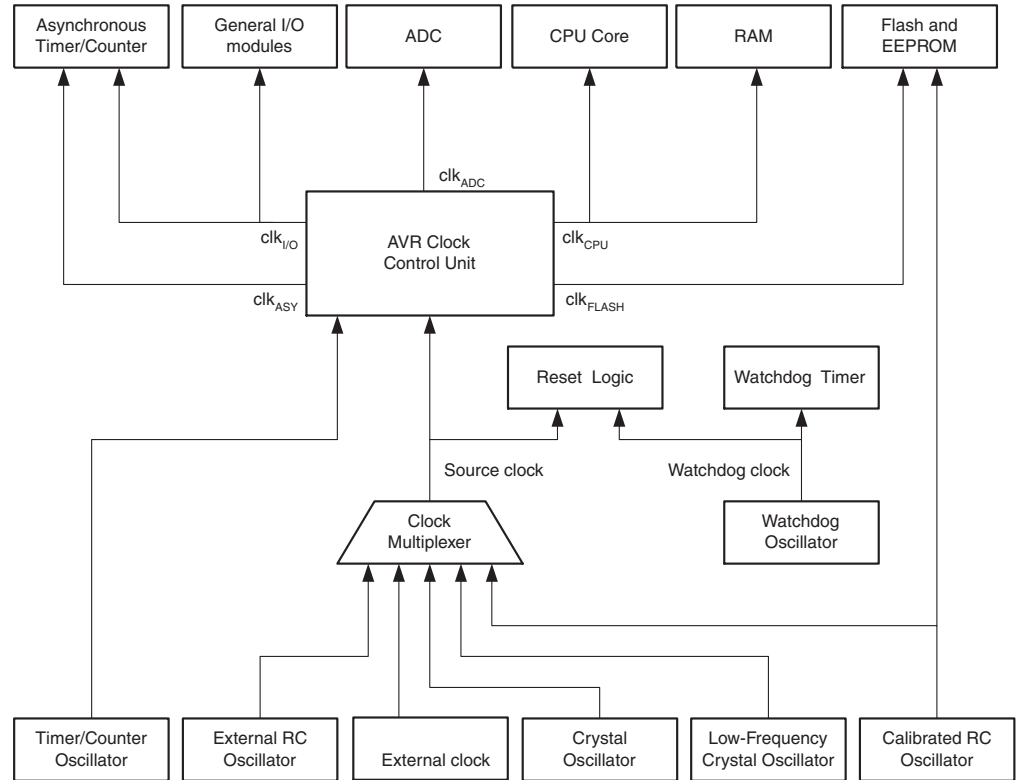 Asynchronous
Timer/Counter
General I/O
modules
ADC
CPU Core
RAM
Flash and
EEPROM
clkADC
clkI/O
AVR Clock
Control Unit
clkCPU
clkASY
clkFLASH
Reset Logic
Watchdog Timer
Source clock
Watchdog clock
Clock
Multiplexer
Watchdog
Oscillator
Timer/Counter
Oscillator
External RC
Oscillator
External clock
Crystal
Oscillator
Low-Frequency
Crystal Oscillator
Calibrated RC
Oscillator